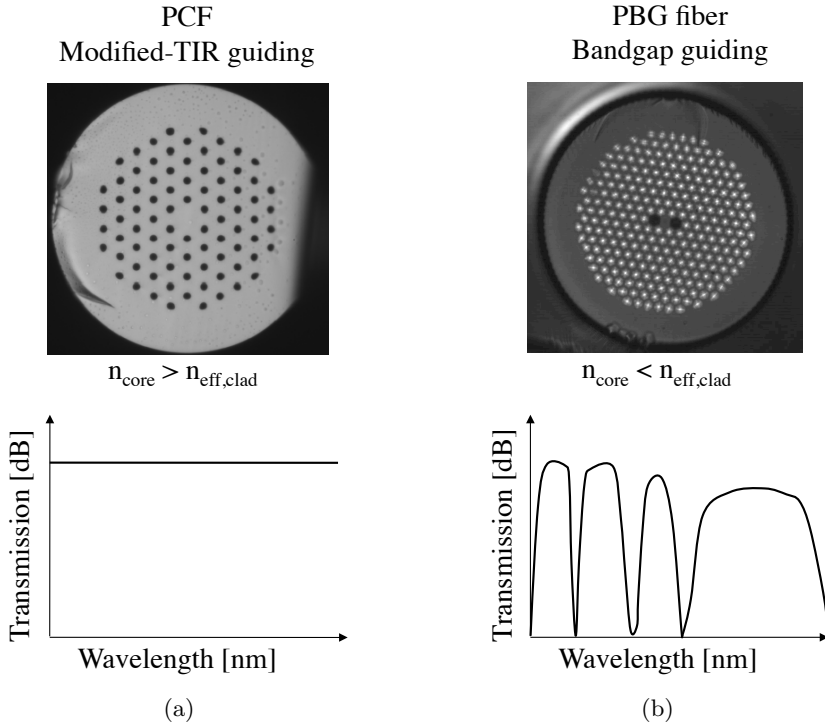 PCF
Modified-TIR guiding
n_core > n_eff,clad
Transmission [dB]
Wavelength [nm]
(a)
PBG fiber
Bandgap guiding
n_core < n_eff,clad
Transmission [dB]
Wavelength [nm]
(b)